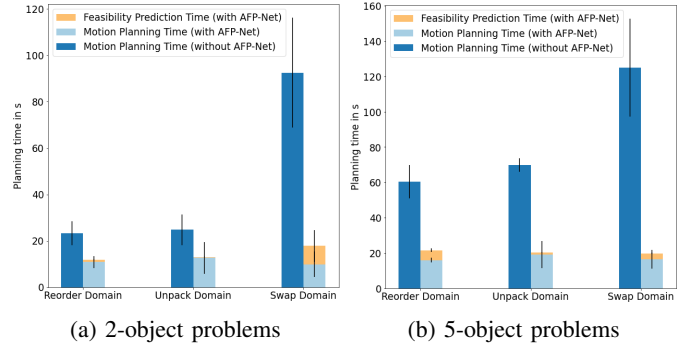 120
100
80
60
40
20
0
Planning time in s
Feasibility Prediction Time (with AFP-Net)
Motion Planning Time (with AFP-Net)
Motion Planning Time (without AFP-Net)
Reorder Domain Unpack Domain Swap Domain
(a) 2-object problems
160
140
120
100
80
60
40
20
0
Planning time in s
Feasibility Prediction Time (with AFP-Net)
Motion Planning Time (with AFP-Net)
Motion Planning Time (without AFP-Net)
Reorder Domain Unpack Domain Swap Domain
(b) 5-object problems